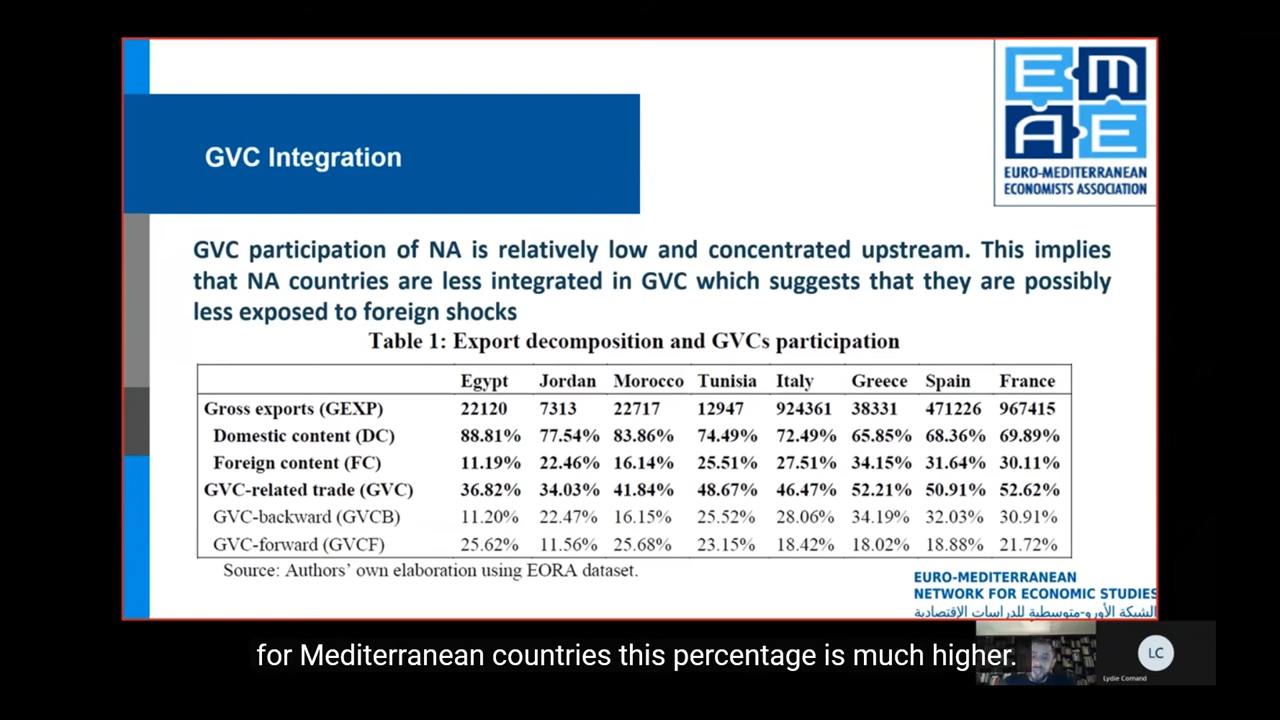 EMAE
EURO-MEDITERRANEAN
ECONOMISTS ASSOCIATION
GVC Integration
GVC participation of NA is relatively low and concentrated upstream. This implies
that NA countries are less integrated in GVC which suggests that they are possibly
less exposed to foreign shocks
Table 1: Export decomposition and GVCs participation
Egypt Jordan Morocco Tunisia Italy Greece Spain France
Gross exports (GEXP) 22120 7313 22717 12947 924361 38331 471226 967415
Domestic content (DC) 88.81% 77.54% 83.86% 74.49% 72.49% 65.85% 68.36% 69.89%
Foreign content (FC) 11.19% 22.46% 16.14% 25.51% 27.51% 34.15% 31.64% 30.11%
GVC-related trade (GVC) 36.82% 34.03% 41.84% 48.67% 46.47% 52.21% 50.91% 52.62%
GVC-backward (GVCB) 11.20% 22.47% 16.15% 25.52% 28.06% 34.19% 32.03% 30.91%
GVC-forward (GVCF) 25.62% 11.56% 25.68% 23.15% 18.42% 18.02% 18.88% 21.72%
Source: Authors’ own elaboration using EORA dataset.
EURO-MEDITERRANEAN
NETWORK FOR ECONOMIC STUDIES
الشبكة الأورو-متوسطية للدراسات الإقتصادية
for Mediterranean countries this percentage is much higher.
LC
Lydie Comand